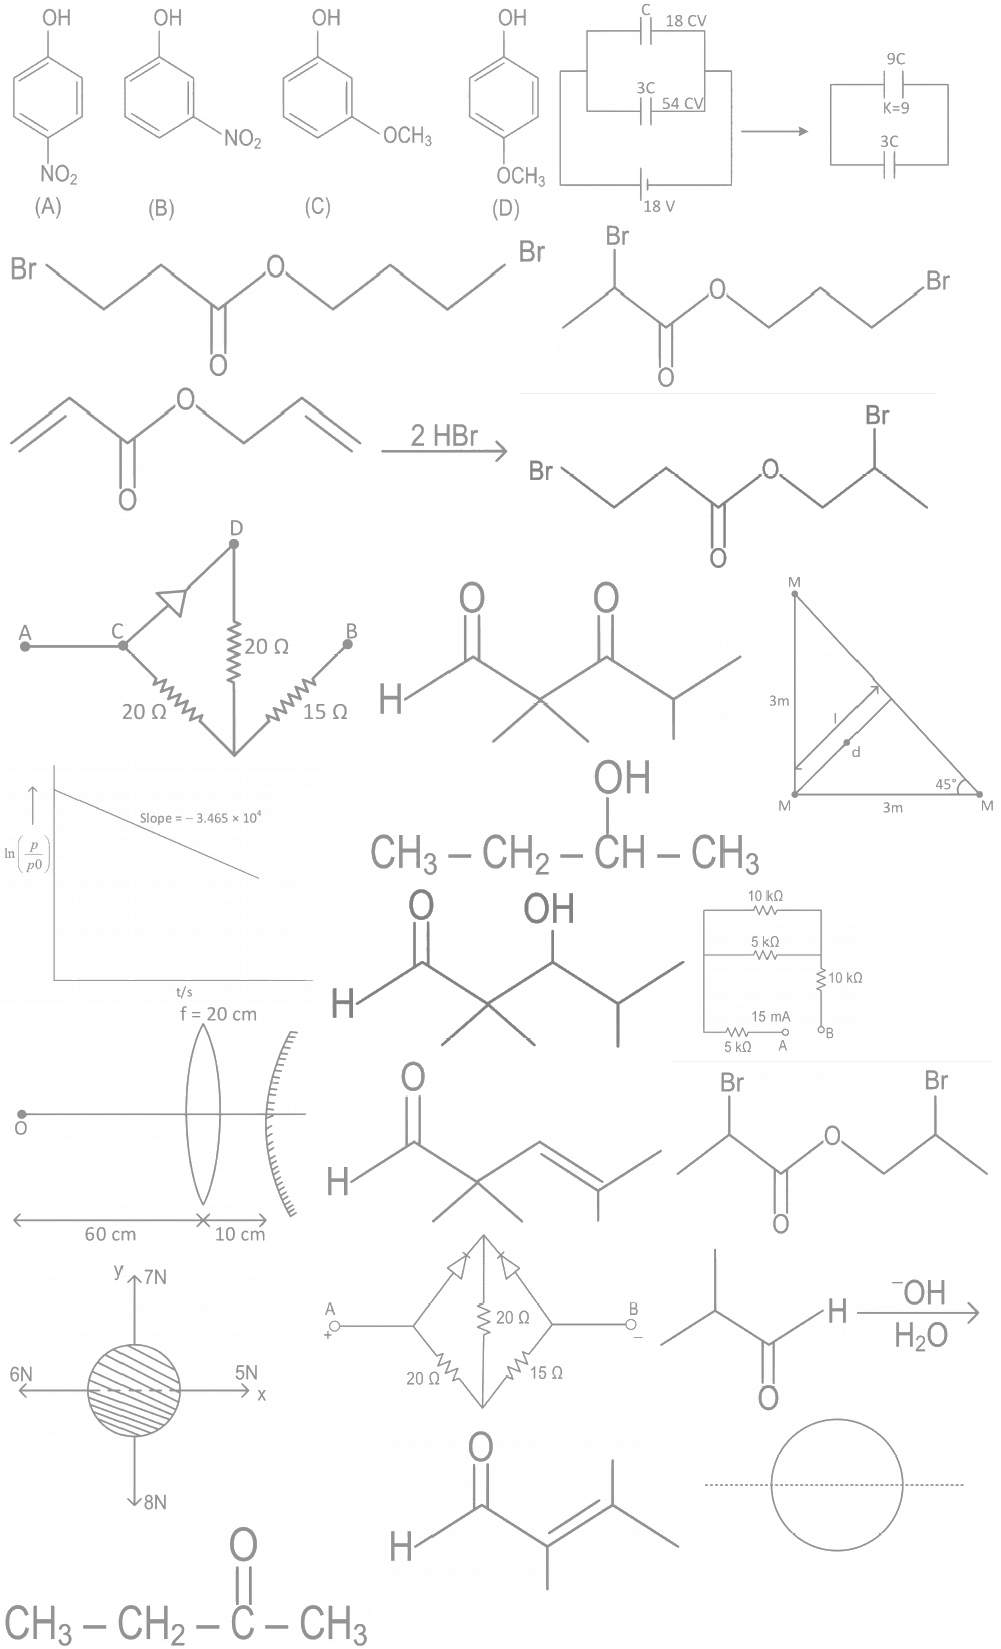 OH OH OH OH
NO₂ NO₂ OCH₃ OCH₃
(A) (B) (C) (D)
C 18 CV
3C 54 CV
18 V
9C
K=9
3C
Br O Br
O
Br
O Br
O
O
O
2 HBr
Br
Br O
O
D
A C B
20 Ω
20 Ω 15 Ω
O O
H
M
3m
l
d
45°
M 3m M
ln(p/p0)
Slope = – 3.465 × 10⁴
t/s
OH
CH₃ – CH₂ – CH – CH₃
O OH
H
10 kΩ
5 kΩ
10 kΩ
15 mA
5 kΩ A B
f = 20 cm
O
60 cm 10 cm
O
H
Br Br
O
O
y 7N
6N 5N
x
8N
A B
+ –
20 Ω
20 Ω 15 Ω
H
O
⁻OH
H₂O
O
H
O
CH₃ – CH₂ – C – CH₃